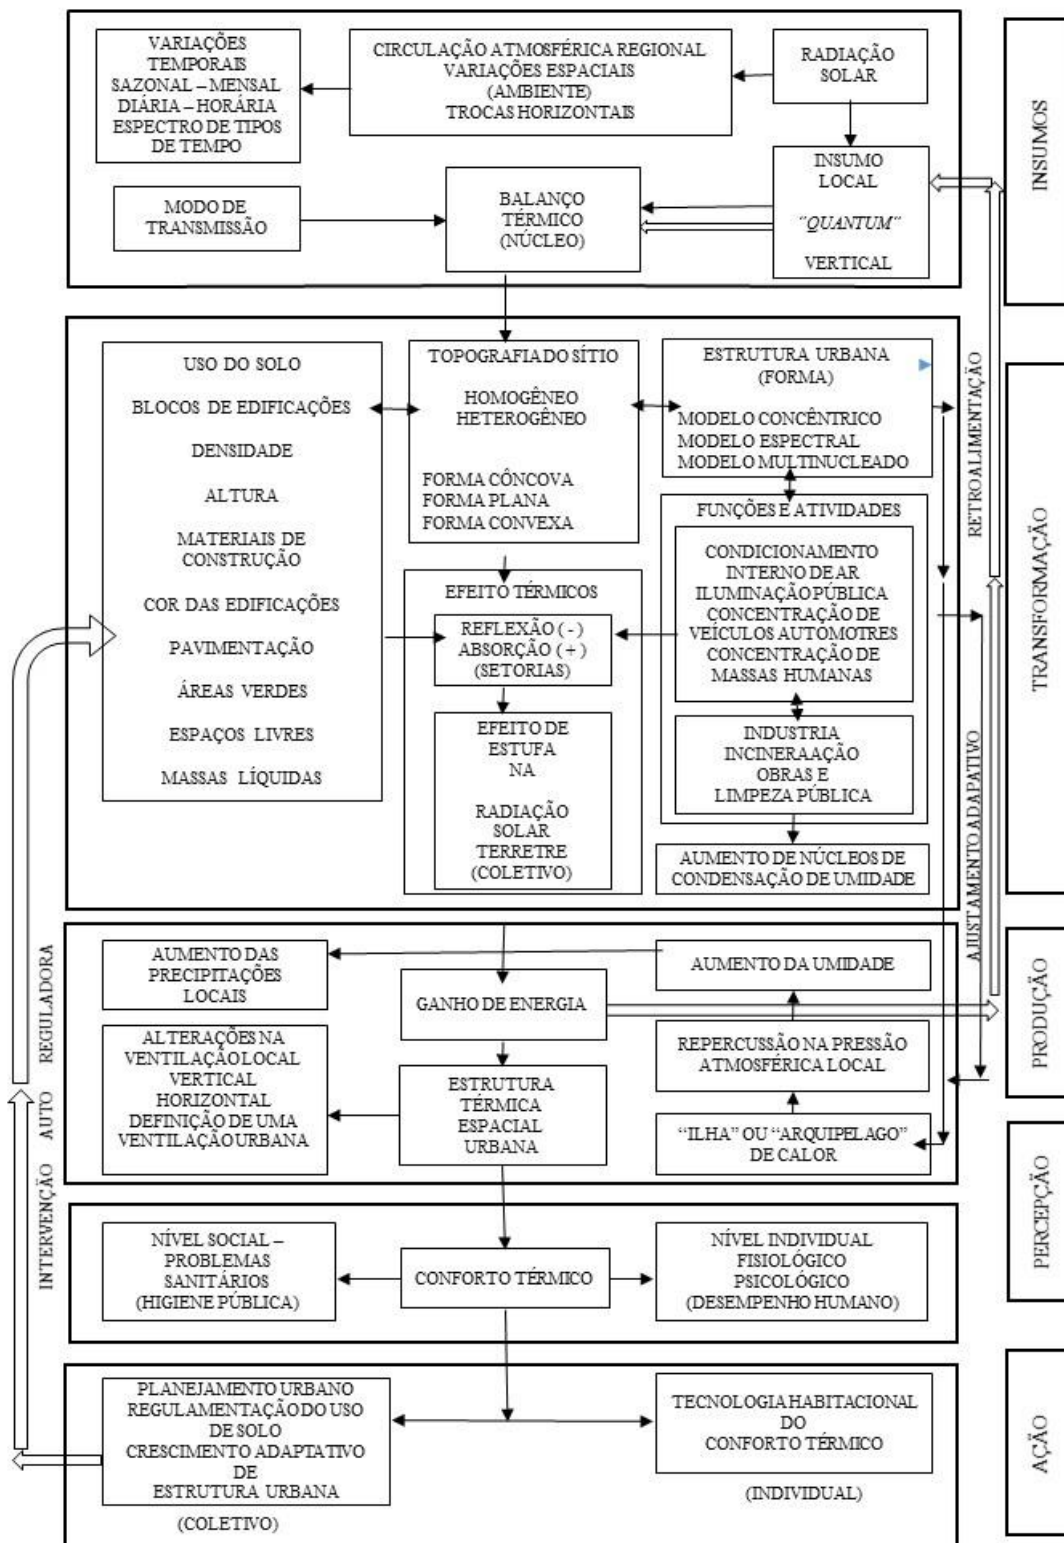 VARIAÇÕES
TEMPORAIS
SAZONAL – MENSAL
DIÁRIA – HORÁRIA
ESPECTRO DE TIPOS
DE TEMPO
CIRCULAÇÃO ATMOSFÉRICA REGIONAL
VARIAÇÕES ESPACIAIS
(AMBIENTE)
TROCAS HORIZONTAIS
RADIAÇÃO
SOLAR
MODO DE
TRANSMISSÃO
BALANÇO
TÉRMICO
(NÚCLEO)
INSUMO
LOCAL
"QUANTUM"
VERTICAL
INSUMOS
USO DO SOLO
BLOCOS DE EDIFICAÇÕES
DENSIDADE
ALTURA
MATERIAIS DE
CONSTRUÇÃO
COR DAS EDIFICAÇÕES
PAVIMENTAÇÃO
ÁREAS VERDES
ESPAÇOS LIVRES
MASSAS LÍQUIDAS
TOPOGRAFIA DO SÍTIO
HOMOGÊNEO
HETEROGÊNEO
FORMA CÔNCOVA
FORMA PLANA
FORMA CONVEXA
ESTRUTURA URBANA
(FORMA)
MODELO CONCÊNTRICO
MODELO ESPECTRAL
MODELO MULTINUCLEADO
EFEITO TÉRMICOS
REFLEXÃO ( - )
ABSORÇÃO ( + )
(SETORIAS)
EFEITO DE
ESTUFA
NA
RADIAÇÃO
SOLAR
TERRETRE
(COLETIVO)
FUNÇÕES E ATIVIDADES
CONDICIONAMENTO
INTERNO DE AR
ILUMINAÇÃO PÚBLICA
CONCENTRAÇÃO DE
VEÍCULOS AUTOMOTRES
CONCENTRAÇÃO DE
MASSAS HUMANAS
INDUSTRIA
INCINERAAÇÃO
OBRAS E
LIMPEZA PÚBLICA
AUMENTO DE NÚCLEOS DE
CONDENSAÇÃO DE UMIDADE
RETROALIMENTAÇÃO
AJUSTAMENTO ADAPATIVO
TRANSFORMAÇÃO
AUMENTO DAS
PRECIPITAÇÕES
LOCAIS
GANHO DE ENERGIA
AUMENTO DA UMIDADE
ALTERAÇÕES NA
VENTILAÇÃO LOCAL
VERTICAL
HORIZONTAL
DEFINIÇÃO DE UMA
VENTILAÇÃO URBANA
ESTRUTURA
TÉRMICA
ESPACIAL
URBANA
REPERCUSSÃO NA PRESSÃO
ATMOSFÉRICA LOCAL
“ILHA” OU “ARQUIPELAGO”
DE CALOR
PRODUÇÃO
INTERVENÇÃO AUTO REGULADORA
NÍVEL SOCIAL –
PROBLEMAS
SANITÁRIOS
(HIGIENE PÚBLICA)
CONFORTO TÉRMICO
NÍVEL INDIVIDUAL
FISIOLÓGICO
PSICOLÓGICO
(DESEMPENHO HUMANO)
PERCEPÇÃO
PLANEJAMENTO URBANO
REGULAMENTAÇÃO DO USO
DE SOLO
CRESCIMENTO ADAPTATIVO
DE
ESTRUTURA URBANA
(COLETIVO)
TECNOLOGIA HABITACIONAL
DO
CONFORTO TÉRMICO
(INDIVIDUAL)
AÇÃO